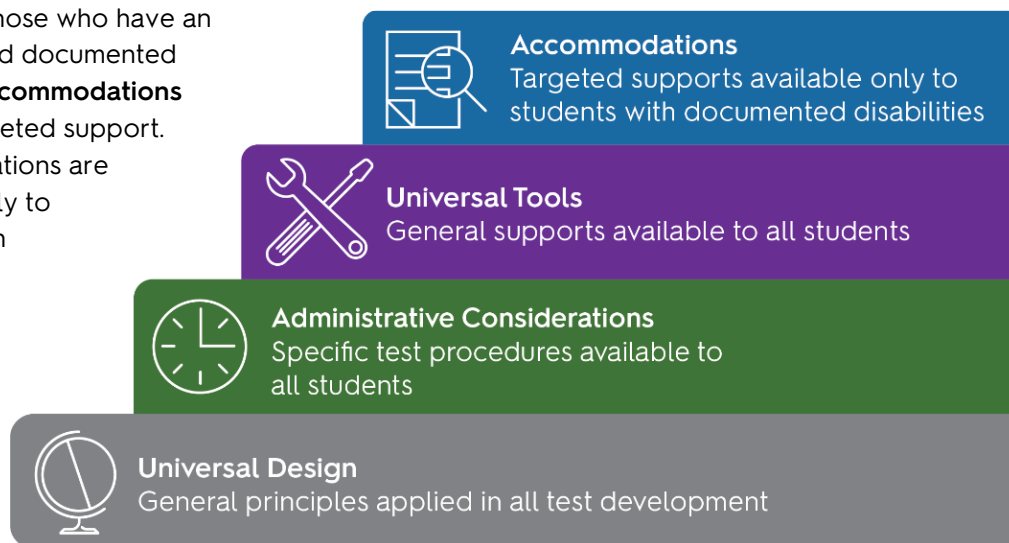 hose who have an
d documented
ccommodations
eted support.
ations are
ly to
Accommodations
Targeted supports available only to
students with documented disabilities
Universal Tools
General supports available to all students
Administrative Considerations
Specific test procedures available to
all students
Universal Design
General principles applied in all test development